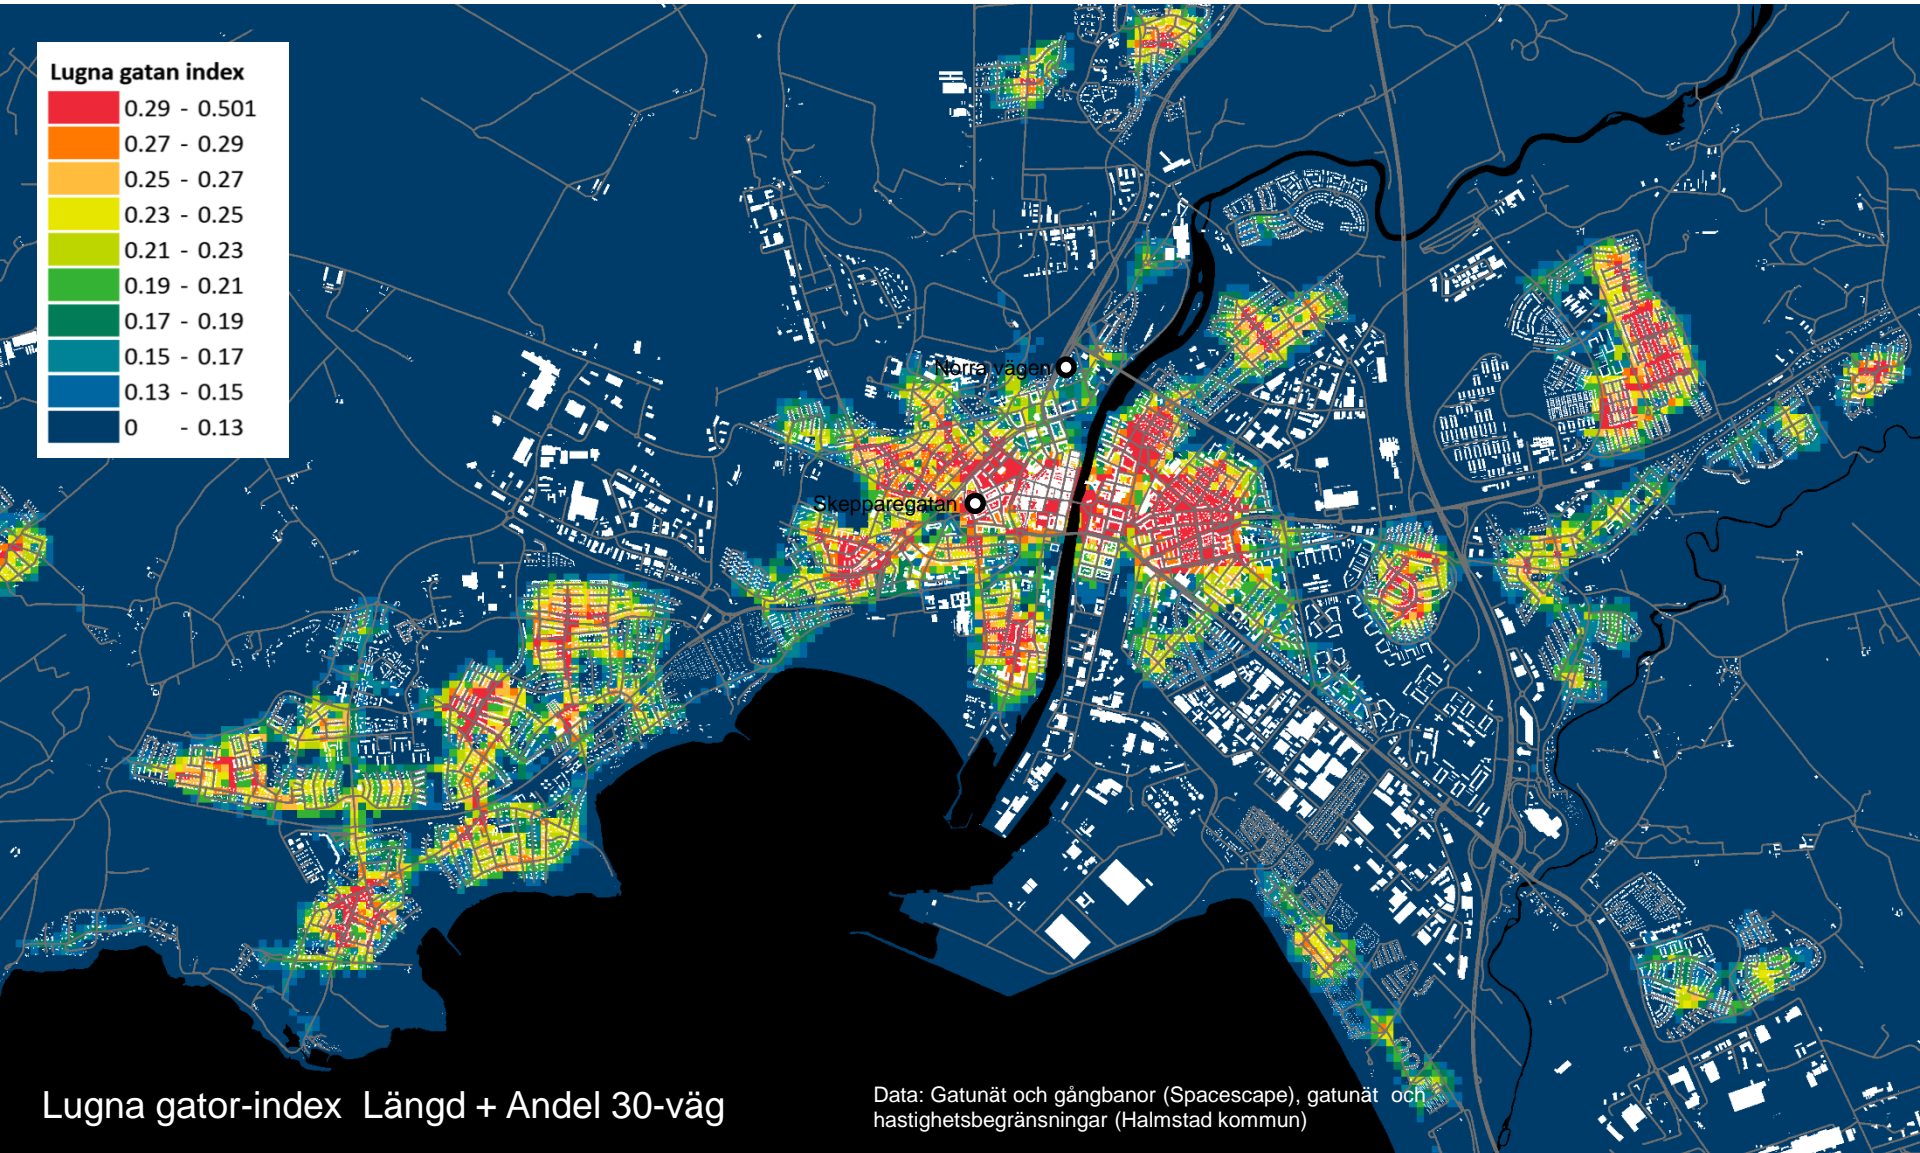 Lugna gatan index
0.29 - 0.501
0.27 - 0.29
0.25 - 0.27
0.23 - 0.25
0.21 - 0.23
0.19 - 0.21
0.17 - 0.19
0.15 - 0.17
0.13 - 0.15
0 - 0.13
Norra vägen
Skepparegatan
Lugna gator-index Längd + Andel 30-väg
Data: Gatunät och gångbanor (Spacescape), gatunät och
hastighetsbegränsningar (Halmstad kommun)